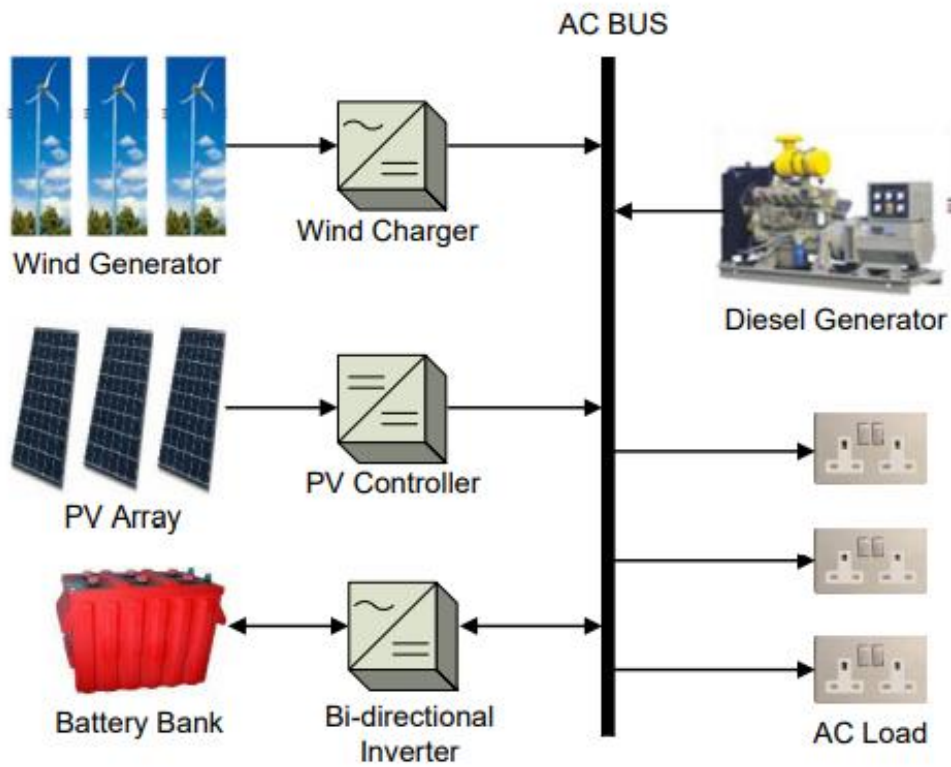 AC BUS
Wind Generator
Wind Charger
Diesel Generator
PV Array
PV Controller
Battery Bank
Bi-directional
Inverter
AC Load